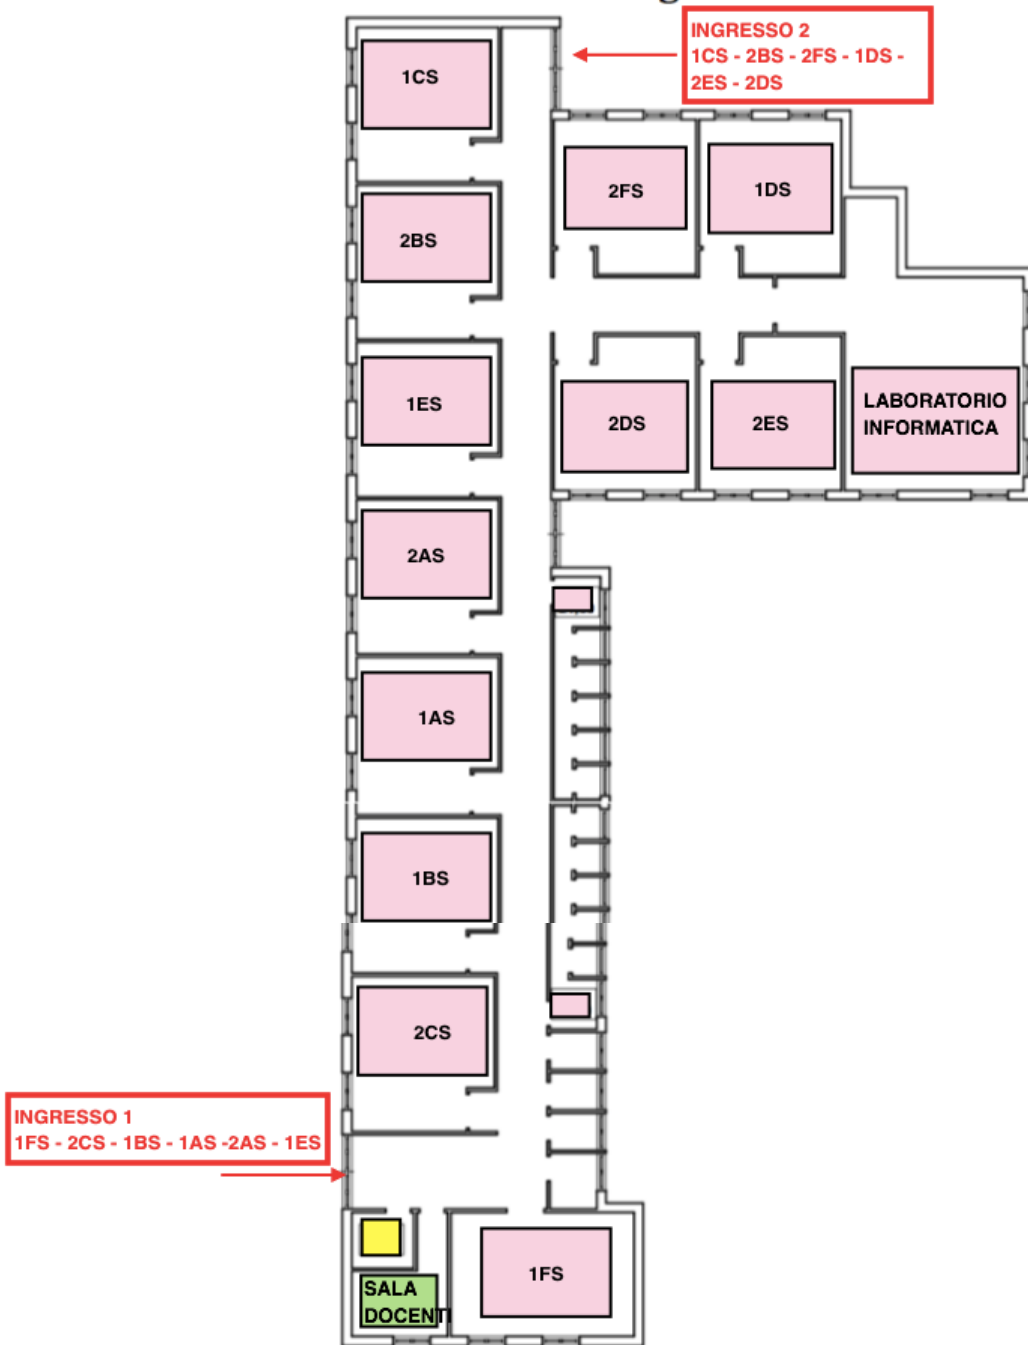 INGRESSO 2
1CS - 2BS - 2FS - 1DS -
2ES - 2DS
1CS
2FS
1DS
2BS
1ES
2DS
2ES
LABORATORIO
INFORMATICA
2AS
1AS
1BS
2CS
INGRESSO 1
1FS - 2CS - 1BS - 1AS -2AS - 1ES
1FS
SALA
DOCENTI